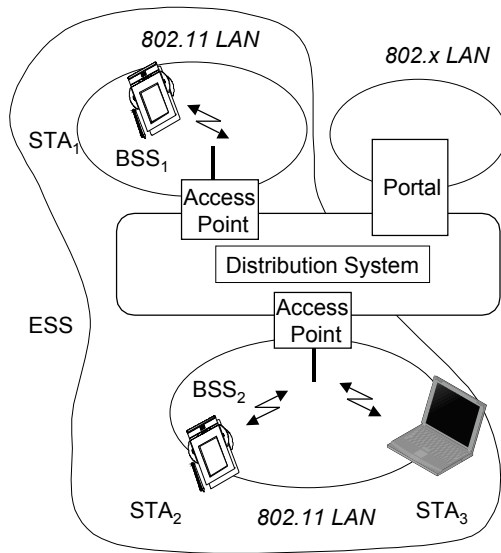 802.11 LAN
802.x LAN
STA₁
BSS₁
Access
Point
Portal
Distribution System
ESS
Access
Point
BSS₂
STA₂
802.11 LAN
STA₃